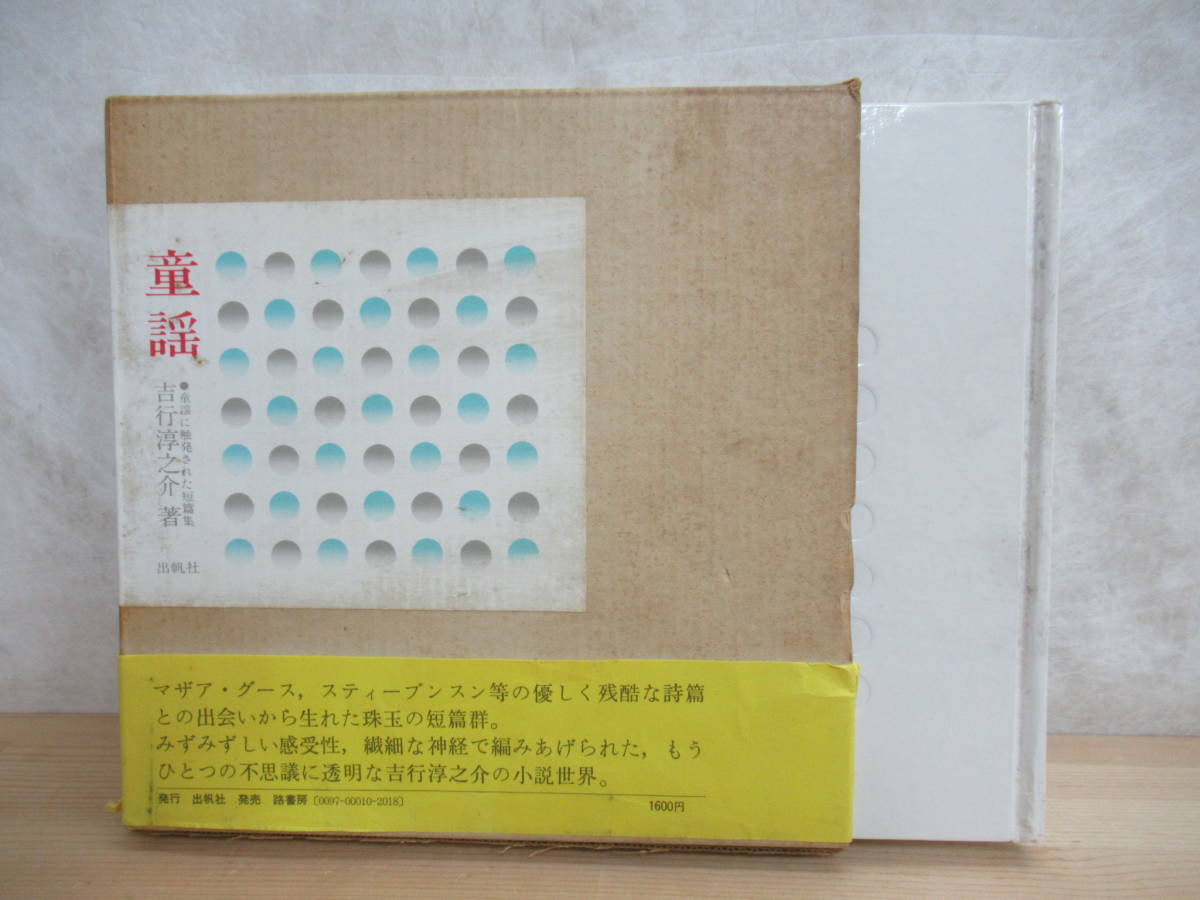 童謡
●童謡に触発された短篇集
吉行淳之介 著
出帆社
マザア・グース，スティーブンスン等の優しく残酷な詩篇
との出会いから生れた珠玉の短篇群。
みずみずしい感受性，繊細な神経で編みあげられた，もう
ひとつの不思議に透明な吉行淳之介の小説世界。
発行　出帆社　発売　路書房〔0097-00010-2018〕
1600円